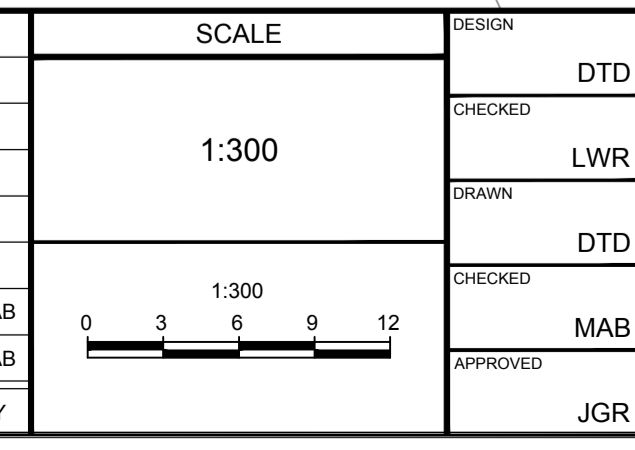 SCALE
1:300
1:300
0 3 6 9 12
DESIGN
DTD
CHECKED
LWR
DRAWN
DTD
CHECKED
MAB
APPROVED
JGR